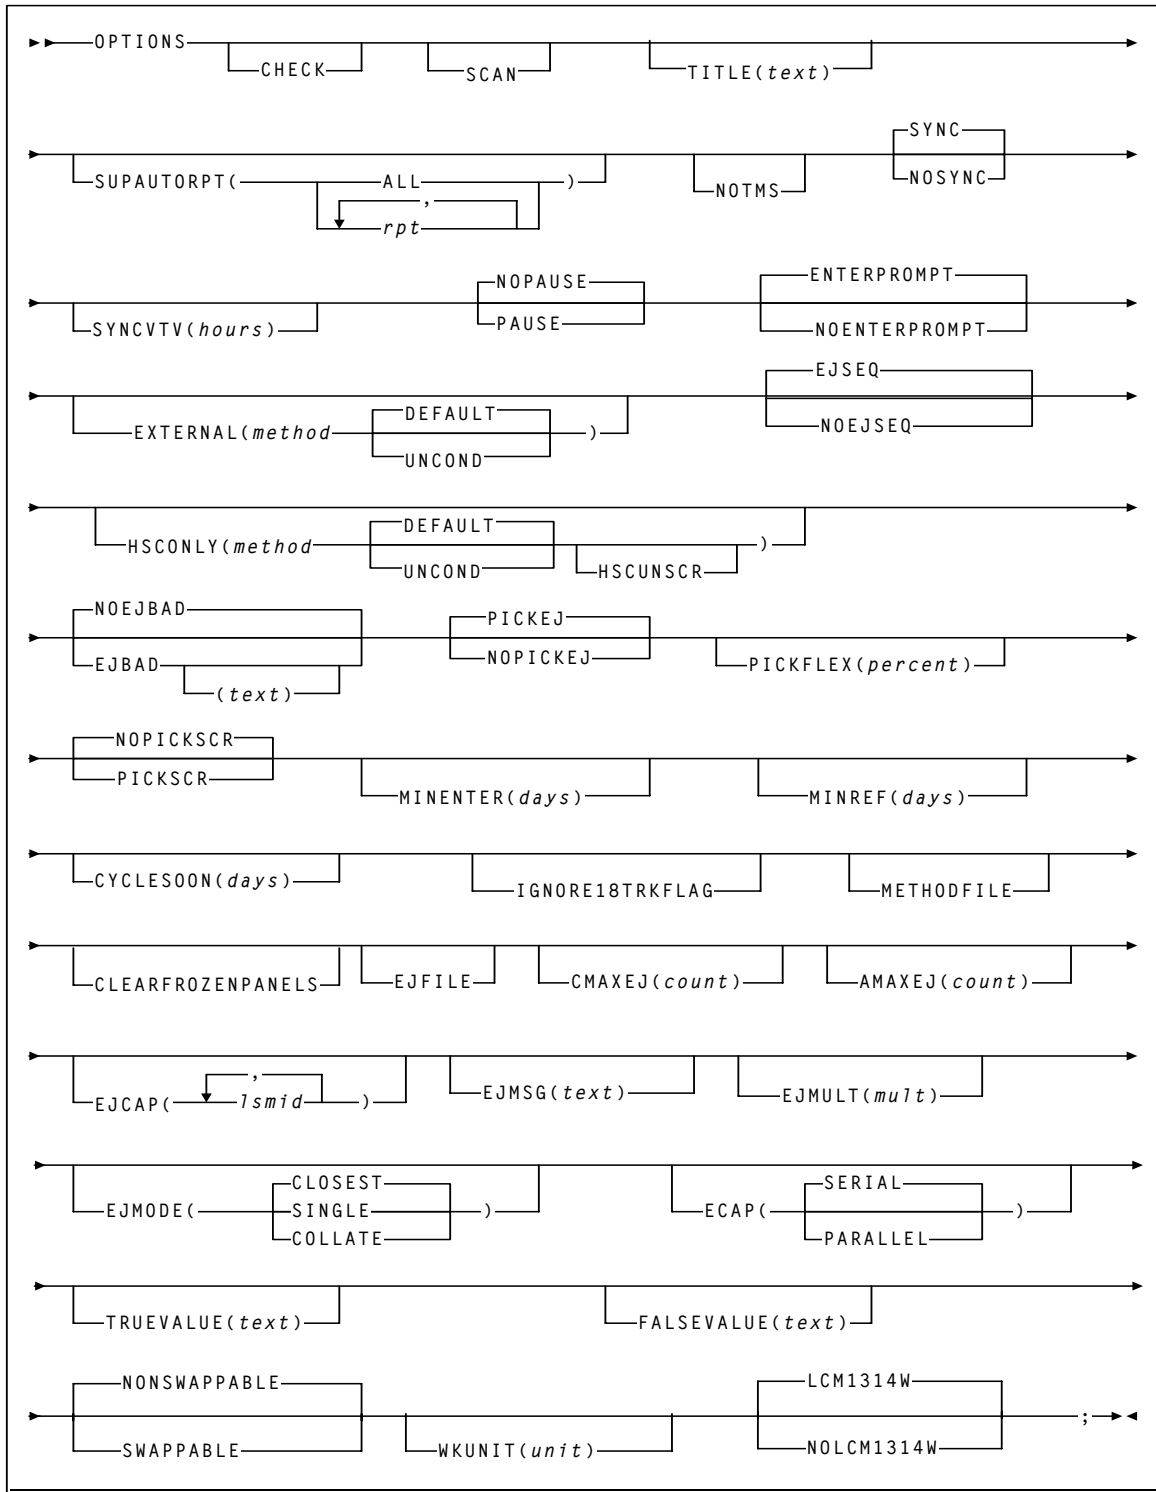 OPTIONS
CHECK SCAN TITLE(text)
SYNC
SUPAUTORPT( ALL ) NOTMS NOSYNC
,
rpt
NOPAUSE ENTERPROMPT
SYNCVTV(hours) PAUSE NOENTERPROMPT
EJSEQ
DEFAULT
EXTERNAL(method ) NOEJSEQ
UNCOND
DEFAULT
HSCONLY(method )
UNCOND HSCUNSCR
NOEJBAD PICKEJ
EJBAD NOPICKEJ PICKFLEX(percent)
(text)
NOPICKSCR
PICKSCR MINENTER(days) MINREF(days)
CYCLESOON(days) IGNORE18TRKFLAG METHODFILE
CLEARFROZENPANELS EJFILE CMAXEJ(count) AMAXEJ(count)
,
EJCAP( lsmid ) EJMSG(text) EJMULT(mult)
CLOSEST SERIAL
EJMODE( SINGLE ) ECAP( )
COLLATE PARALLEL
TRUEVALUE(text) FALSEVALUE(text)
NONSWAPPABLE LCM1314W
;
SWAPPABLE WKUNIT(unit) NOLCM1314W